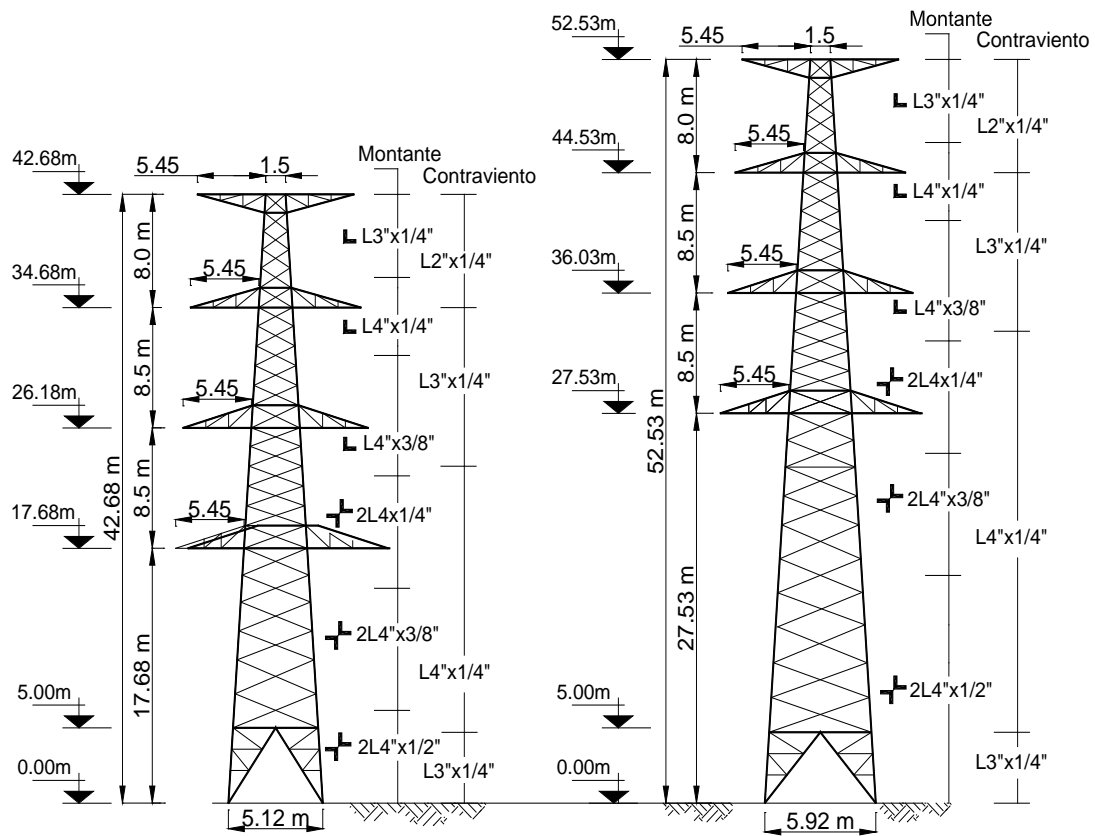 42.68m
5.45
1.5
Montante
Contraviento
8.0 m
L3"x1/4"
L2"x1/4"
34.68m
5.45
L4"x1/4"
8.5 m
L3"x1/4"
26.18m
5.45
L4"x3/8"
42.68 m
8.5 m
17.68m
5.45
2L4x1/4"
2L4"x3/8"
17.68 m
L4"x1/4"
5.00m
2L4"x1/2"
L3"x1/4"
0.00m
5.12 m
52.53m
5.45
1.5
Montante
Contraviento
8.0 m
L3"x1/4"
L2"x1/4"
44.53m
5.45
L4"x1/4"
8.5 m
L3"x1/4"
36.03m
5.45
L4"x3/8"
8.5 m
2L4x1/4"
27.53m
5.45
52.53 m
2L4"x3/8"
L4"x1/4"
27.53 m
2L4"x1/2"
5.00m
L3"x1/4"
0.00m
5.92 m